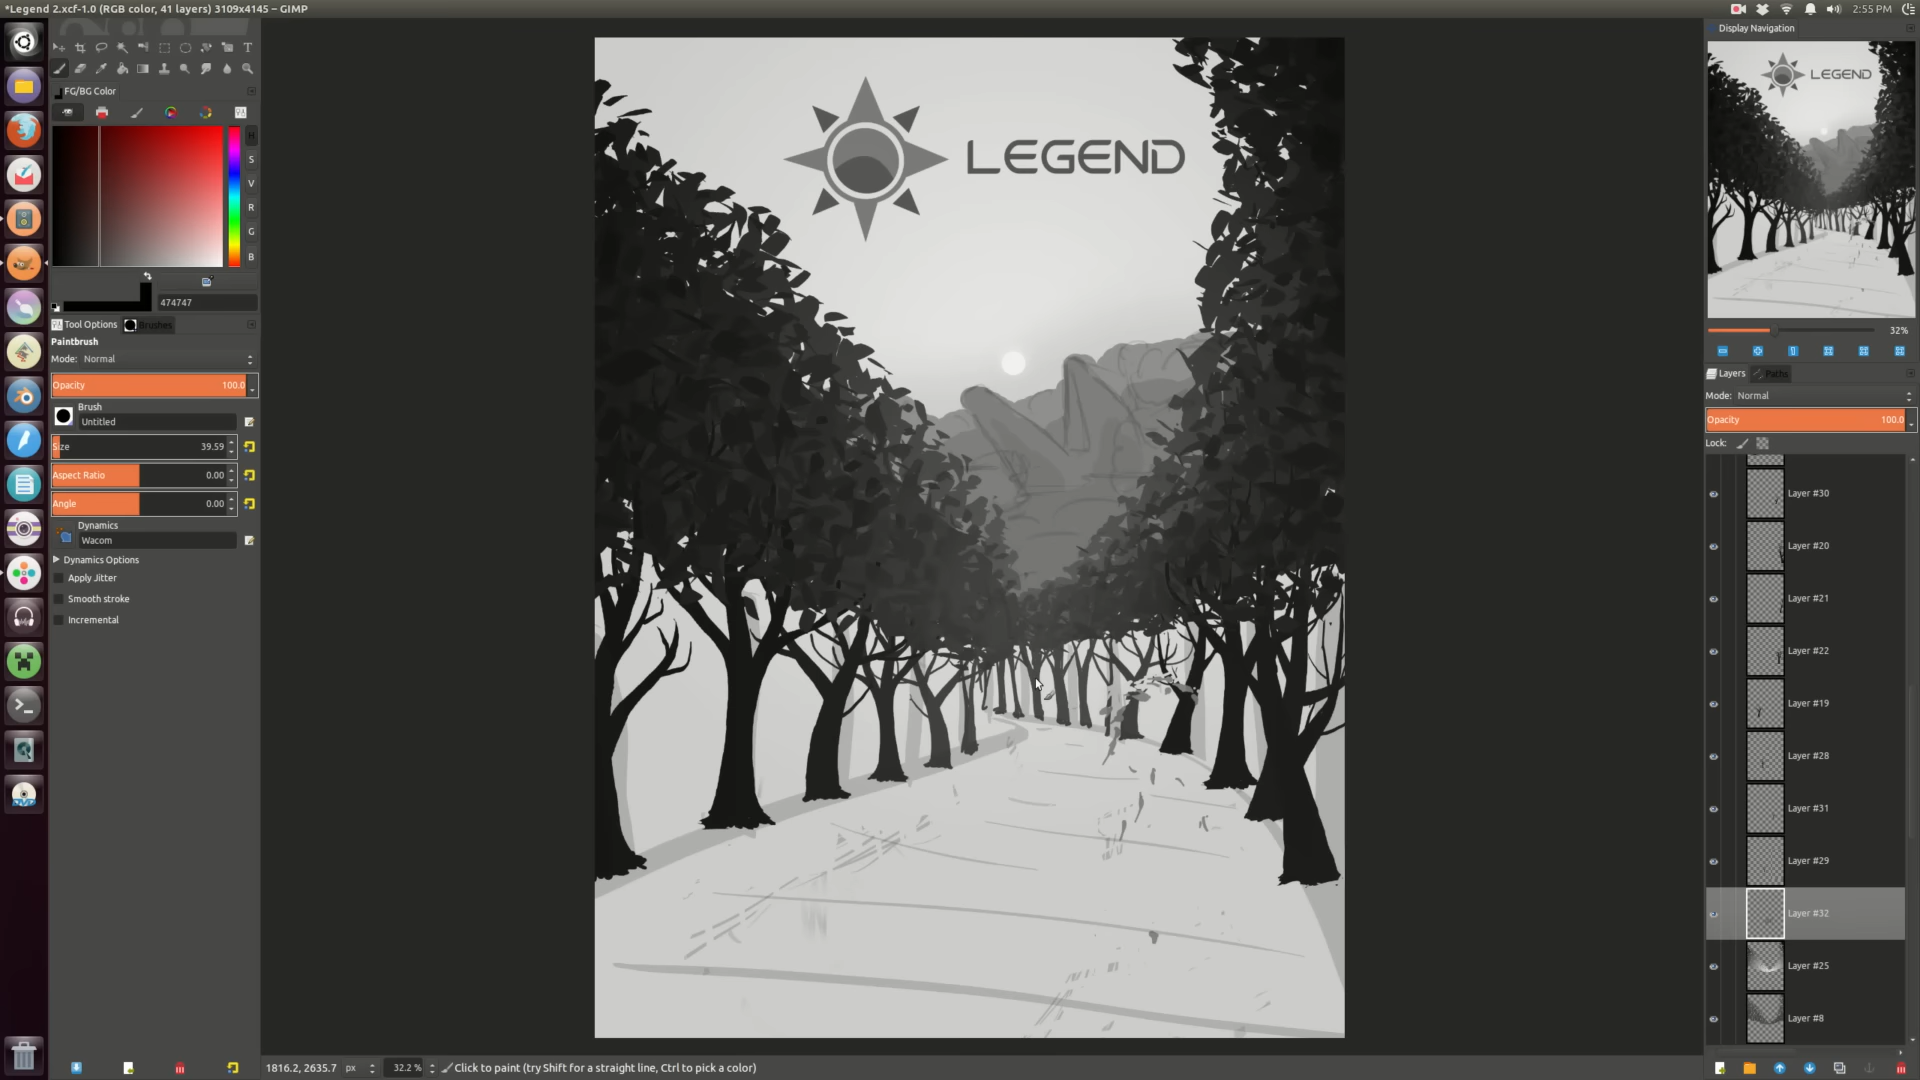 *Legend 2.xcf-1.0 (RGB color, 41 layers) 3109x4145 – GIMP
2:55 PM
FG/BG Color
H
S
V
R
G
B
474747
Tool Options
Brushes
Paintbrush
Mode: Normal
Opacity 100.0
Brush
Untitled
Size 39.59
Aspect Ratio 0.00
Angle 0.00
Dynamics
Wacom
Dynamics Options
Apply Jitter
Smooth stroke
Incremental
LEGEND
1816.2, 2635.7 px 32.2 % Click to paint (try Shift for a straight line, Ctrl to pick a color)
Display Navigation
LEGEND
32%
Layers Paths
Mode: Normal
Opacity 100.0
Lock:
Layer #30
Layer #20
Layer #21
Layer #22
Layer #19
Layer #28
Layer #31
Layer #29
Layer #32
Layer #25
Layer #8